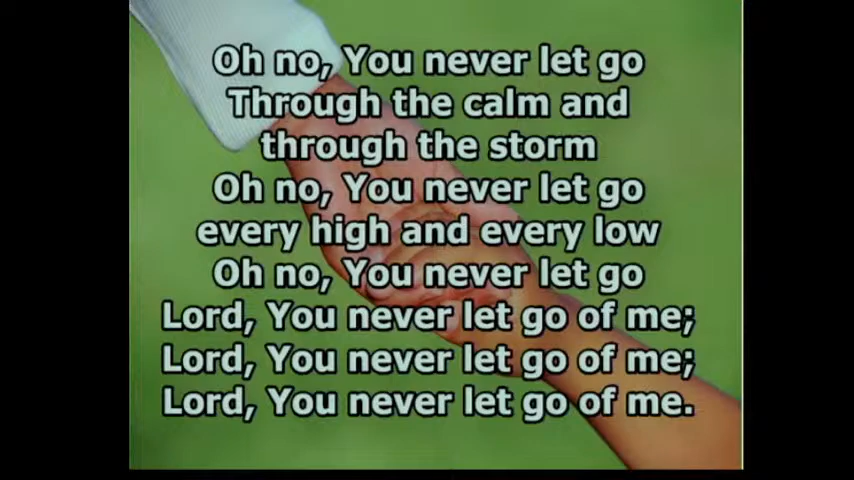 Oh no, You never let go
Through the calm and
through the storm
Oh no, You never let go
every high and every low
Oh no, You never let go
Lord, You never let go of me;
Lord, You never let go of me;
Lord, You never let go of me.